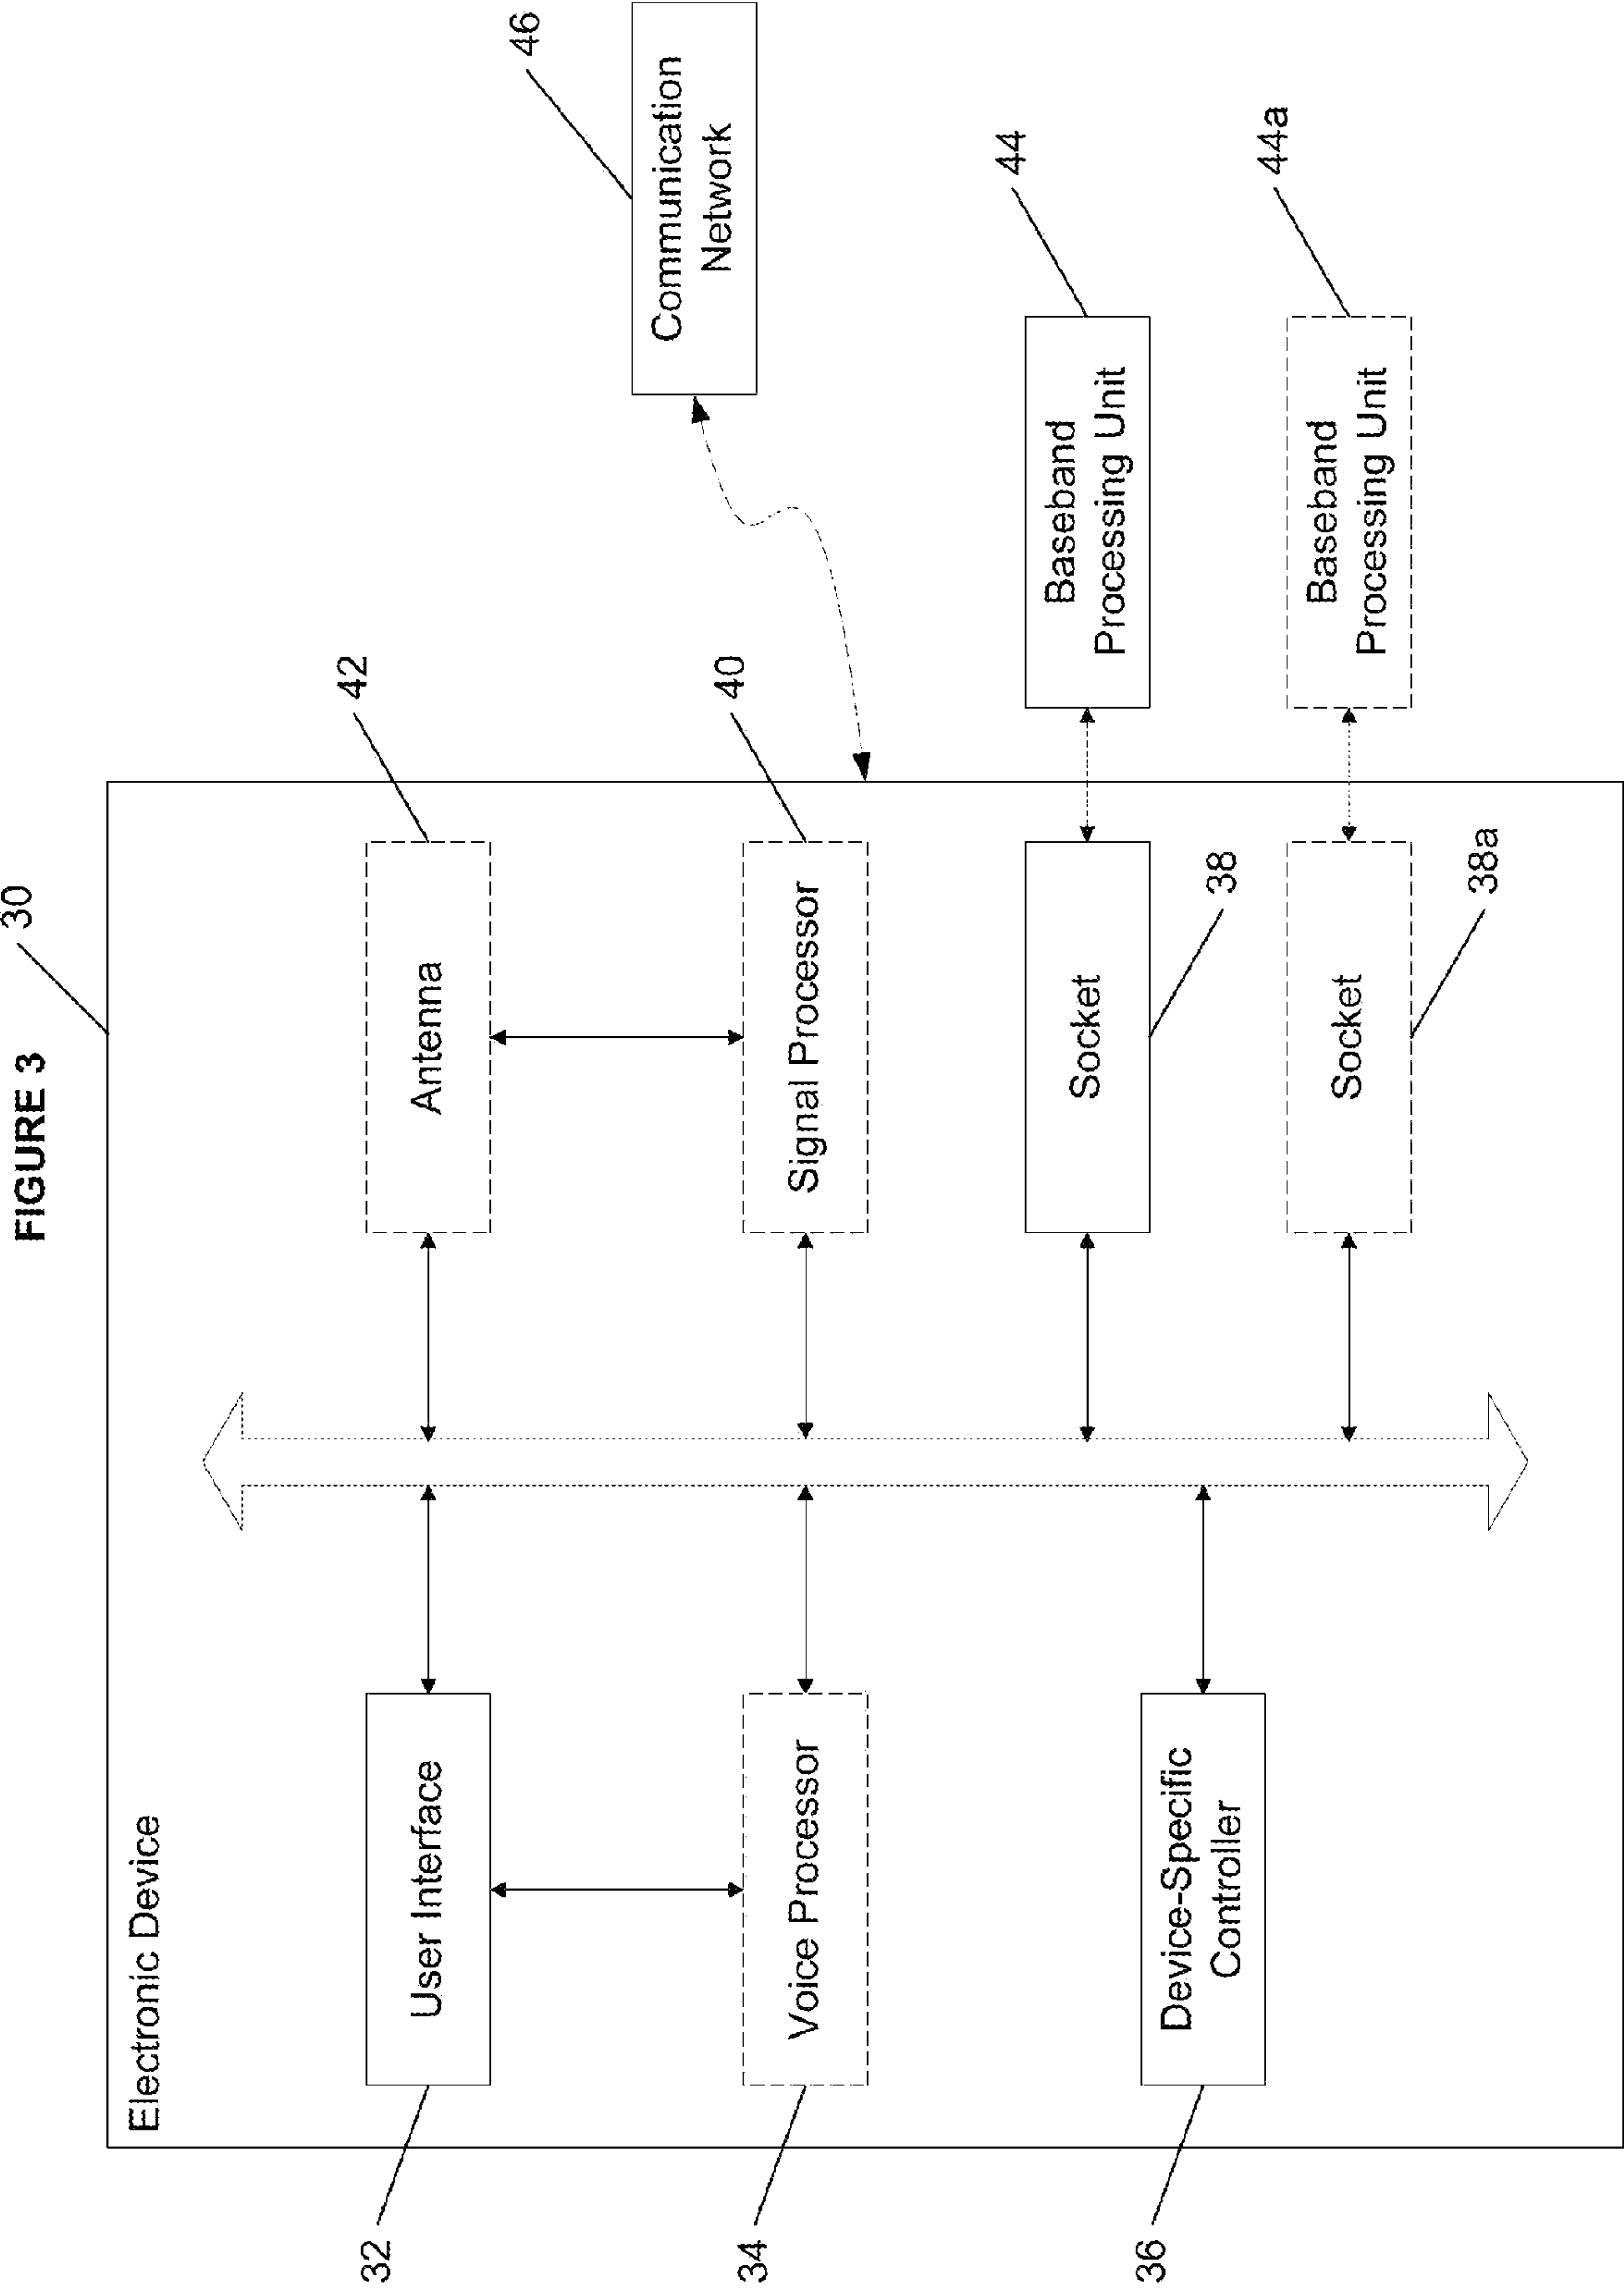 FIGURE 3
30
Electronic Device
32
User Interface
Antenna
42
46
Communication
Network
34
Voice Processor
Signal Processor
40
36
Device-Specific
Controller
Socket
38
Baseband
Processing Unit
44
Socket
38a
Baseband
Processing Unit
44a